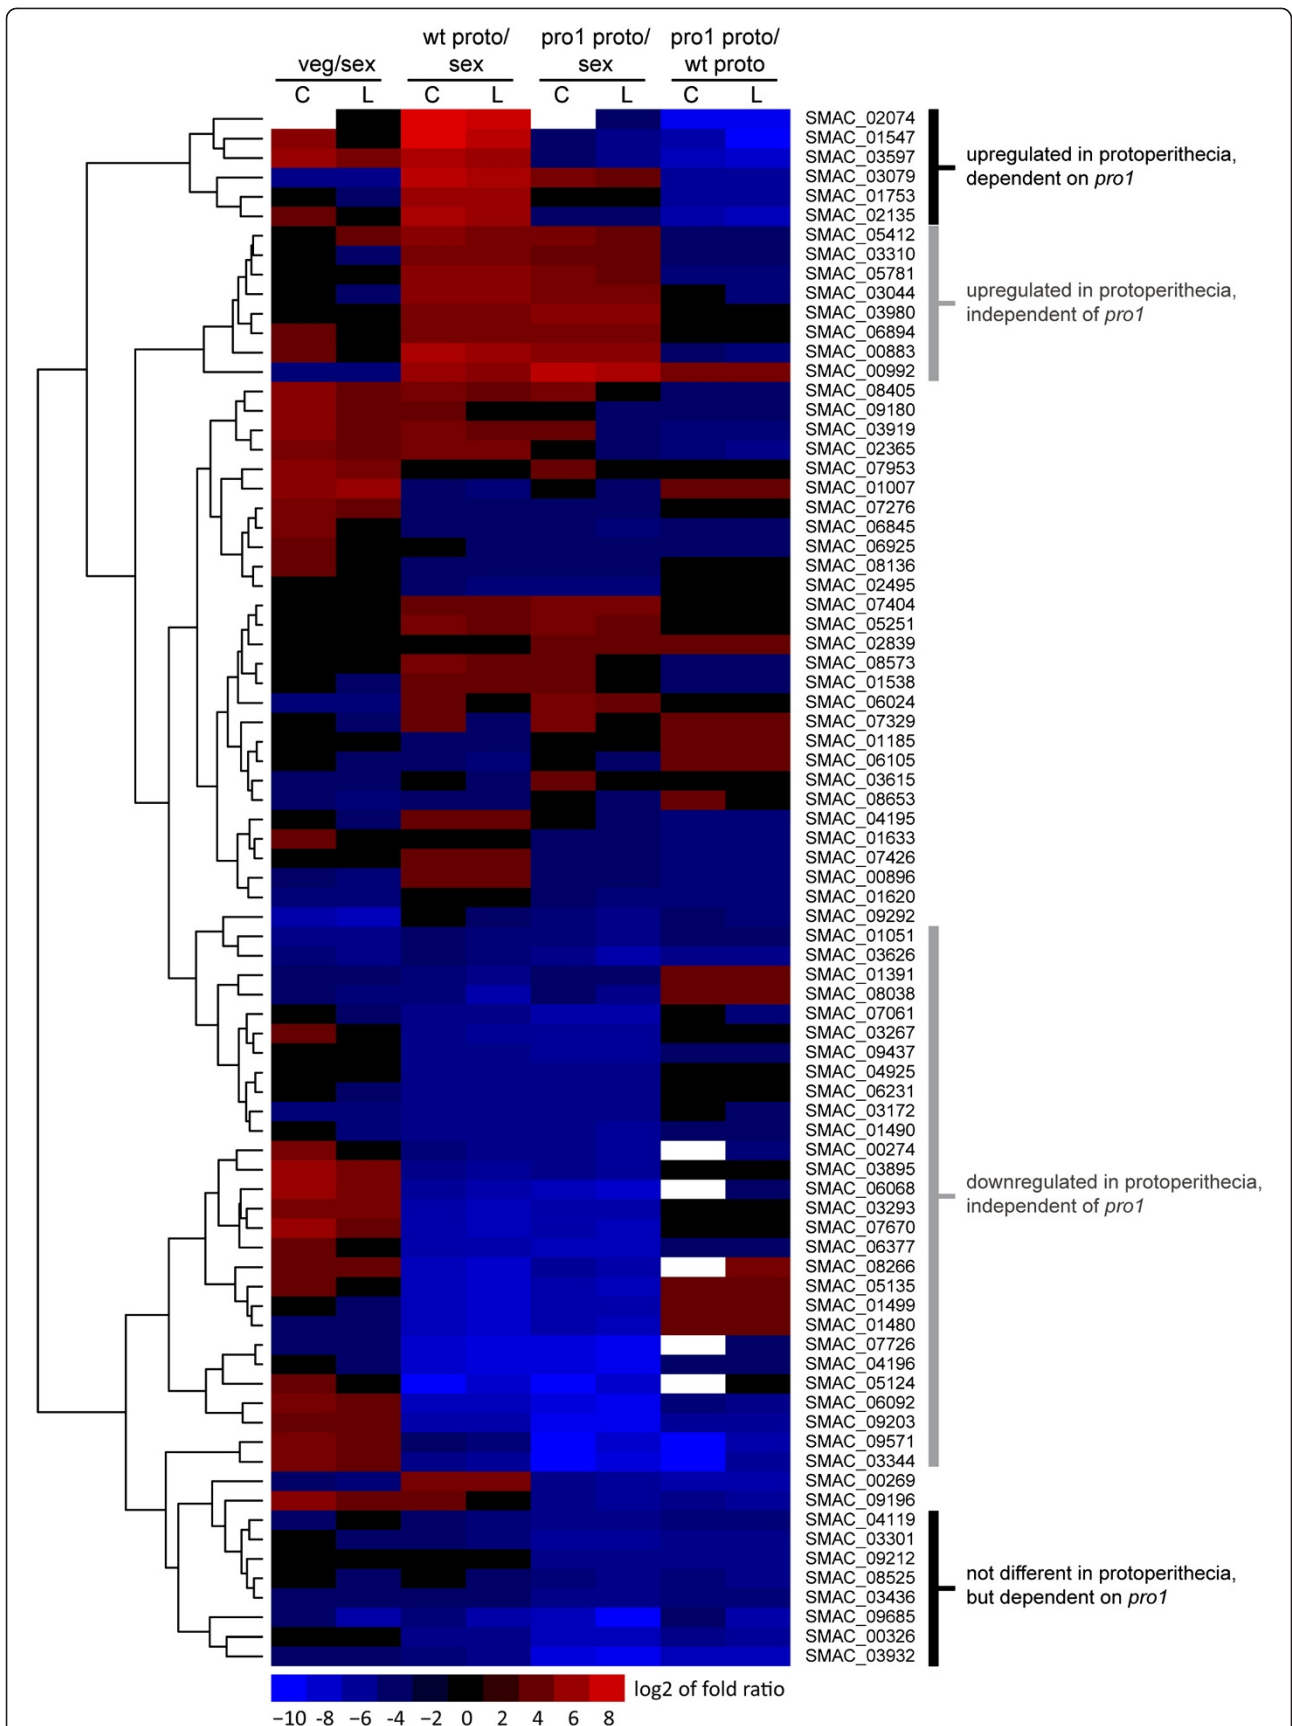 wt proto/ pro1 proto/ pro1 proto/
veg/sex sex sex wt proto
C L C L C L C L
SMAC_02074
SMAC_01547
SMAC_03597
SMAC_03079
SMAC_01753
SMAC_02135
upregulated in protoperithecia,
dependent on pro1
SMAC_05412
SMAC_03310
SMAC_05781
SMAC_03044
SMAC_03980
SMAC_06894
SMAC_00883
SMAC_00992
upregulated in protoperithecia,
independent of pro1
SMAC_08405
SMAC_09180
SMAC_03919
SMAC_02365
SMAC_07953
SMAC_01007
SMAC_07276
SMAC_06845
SMAC_06925
SMAC_08136
SMAC_02495
SMAC_07404
SMAC_05251
SMAC_02839
SMAC_08573
SMAC_01538
SMAC_06024
SMAC_07329
SMAC_01185
SMAC_06105
SMAC_03615
SMAC_08653
SMAC_04195
SMAC_01633
SMAC_07426
SMAC_00896
SMAC_01620
SMAC_09292
SMAC_01051
SMAC_03626
SMAC_01391
SMAC_08038
SMAC_07061
SMAC_03267
SMAC_09437
SMAC_04925
SMAC_06231
SMAC_03172
SMAC_01490
SMAC_00274
SMAC_03895
SMAC_06068
SMAC_03293
SMAC_07670
SMAC_06377
SMAC_08266
SMAC_05135
SMAC_01499
SMAC_01480
SMAC_07726
SMAC_04196
SMAC_05124
SMAC_06092
SMAC_09203
SMAC_09571
SMAC_03344
downregulated in protoperithecia,
independent of pro1
SMAC_00269
SMAC_09196
SMAC_04119
SMAC_03301
SMAC_09212
SMAC_08525
SMAC_03436
SMAC_09685
SMAC_00326
SMAC_03932
not different in protoperithecia,
but dependent on pro1
log2 of fold ratio
−10 -8 −6 -4 −2 0 2 4 6 8